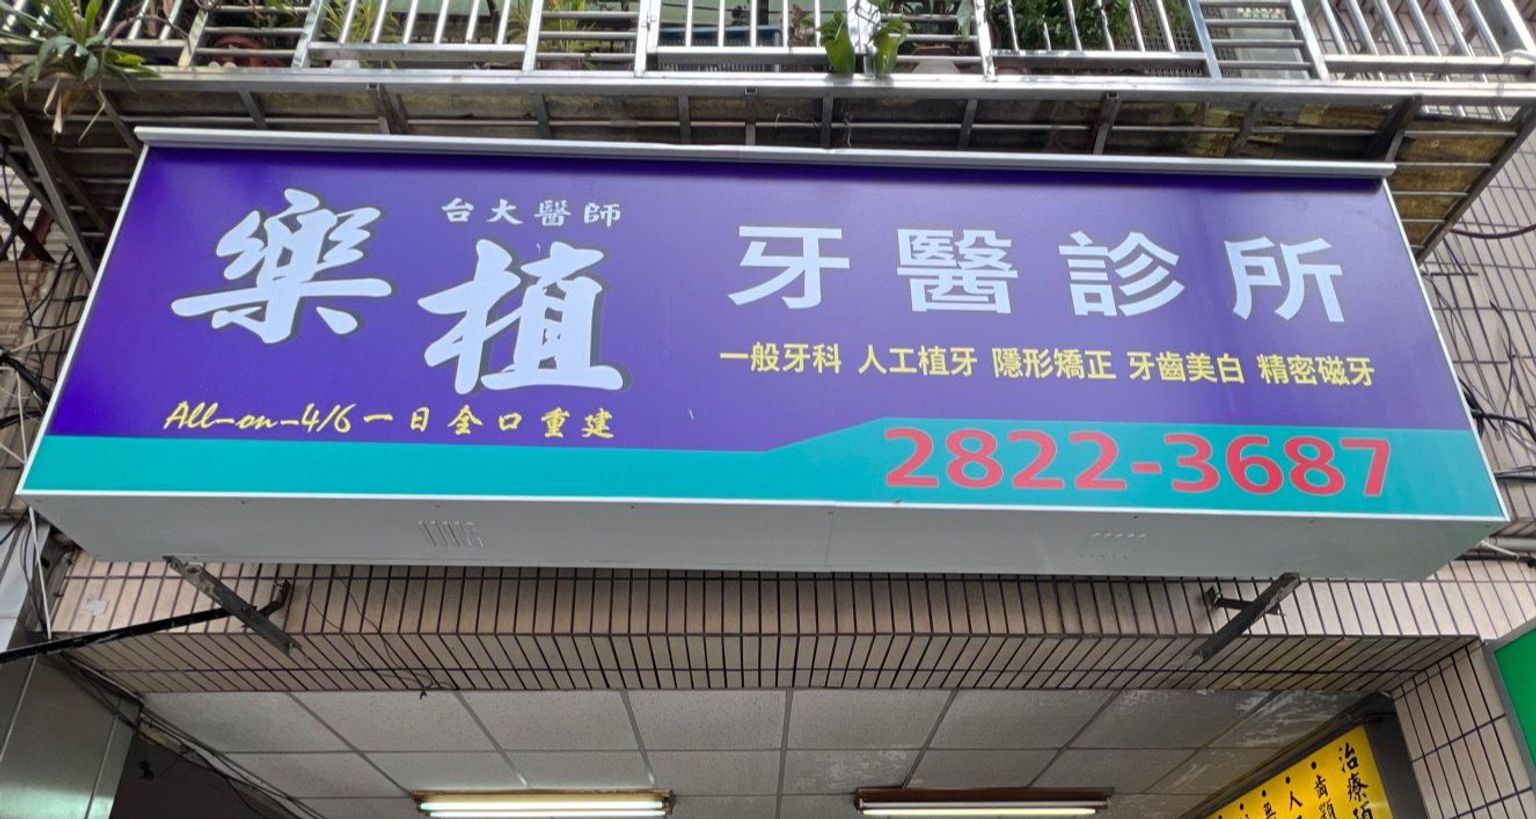 台大醫師
樂植
牙醫診所
一般牙科 人工植牙 隱形矯正 牙齒美白 精密磁牙
All-on-4/6 一日全口重建
2822-3687
治療